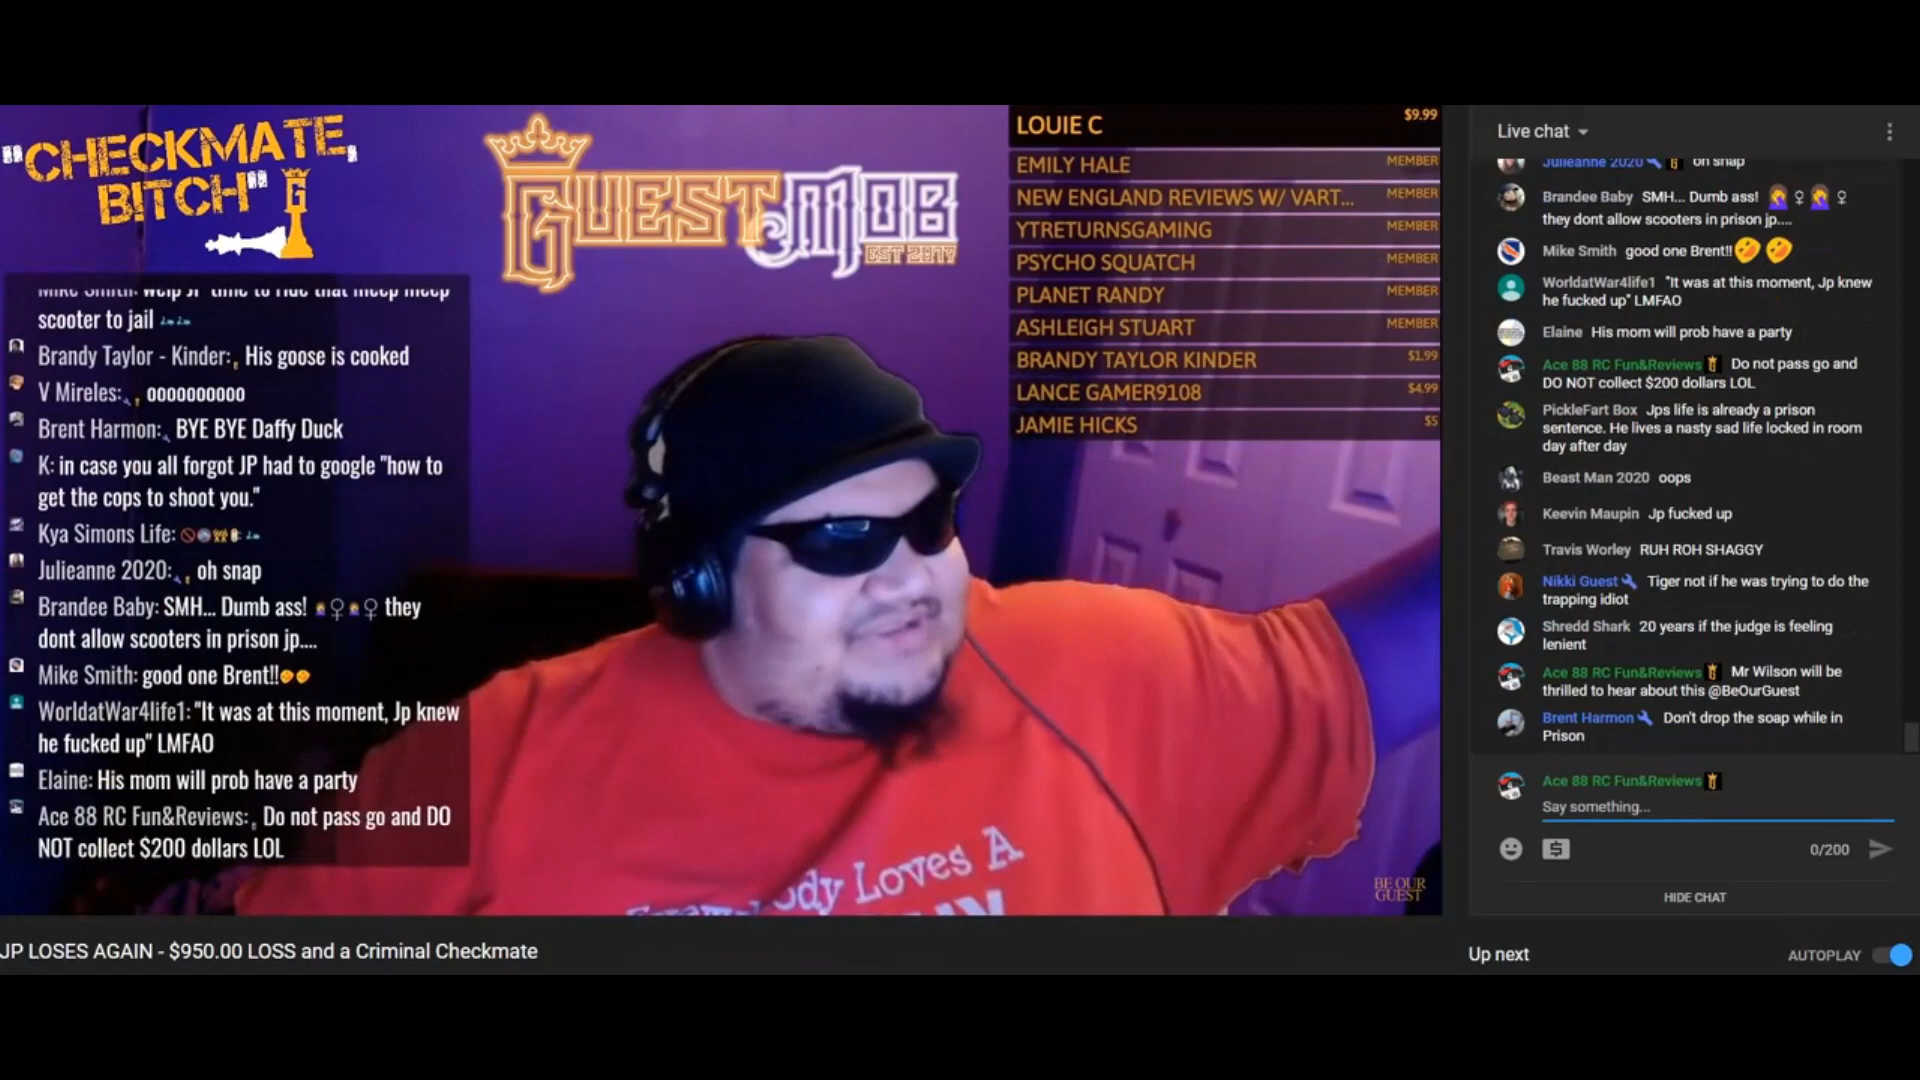 "CHECKMATE,
BITCH"
G
GUEST MOB
EST 2017
LOUIE C $9.99
EMILY HALE MEMBER
NEW ENGLAND REVIEWS W/ VART... MEMBER
YTRETURNSGAMING MEMBER
PSYCHO SQUATCH MEMBER
PLANET RANDY MEMBER
ASHLEIGH STUART MEMBER
BRANDY TAYLOR KINDER $1.99
LANCE GAMER9108 $4.99
JAMIE HICKS $5
Mike Smith: welp JP time to ride that meep meep
scooter to jail
Brandy Taylor - Kinder: His goose is cooked
V Mireles: oooooooooo
Brent Harmon: BYE BYE Daffy Duck
K: in case you all forgot JP had to google "how to
get the cops to shoot you."
Kya Simons Life:
Julieanne 2020: oh snap
Brandee Baby: SMH... Dumb ass! 🤦♀🤦♀ they
dont allow scooters in prison jp....
Mike Smith: good one Brent!!
WorldatWar4life1: "It was at this moment, Jp knew
he fucked up" LMFAO
Elaine: His mom will prob have a party
Ace 88 RC Fun&Reviews: Do not pass go and DO
NOT collect $200 dollars LOL
dy Loves A
BE OUR
GUEST
JP LOSES AGAIN - $950.00 LOSS and a Criminal Checkmate
Live chat
Julieanne 2020 oh snap
Brandee Baby SMH... Dumb ass! 🤦♀🤦♀
they dont allow scooters in prison jp....
Mike Smith good one Brent!!🤣🤣
WorldatWar4life1 "It was at this moment, Jp knew
he fucked up" LMFAO
Elaine His mom will prob have a party
Ace 88 RC Fun&Reviews Do not pass go and
DO NOT collect $200 dollars LOL
PickleFart Box Jps life is already a prison
sentence. He lives a nasty sad life locked in room
day after day
Beast Man 2020 oops
Keevin Maupin Jp fucked up
Travis Worley RUH ROH SHAGGY
Nikki Guest Tiger not if he was trying to do the
trapping idiot
Shredd Shark 20 years if the judge is feeling
lenient
Ace 88 RC Fun&Reviews Mr Wilson will be
thrilled to hear about this @BeOurGuest
Brent Harmon Don't drop the soap while in
Prison
Ace 88 RC Fun&Reviews
Say something...
0/200
HIDE CHAT
Up next
AUTOPLAY